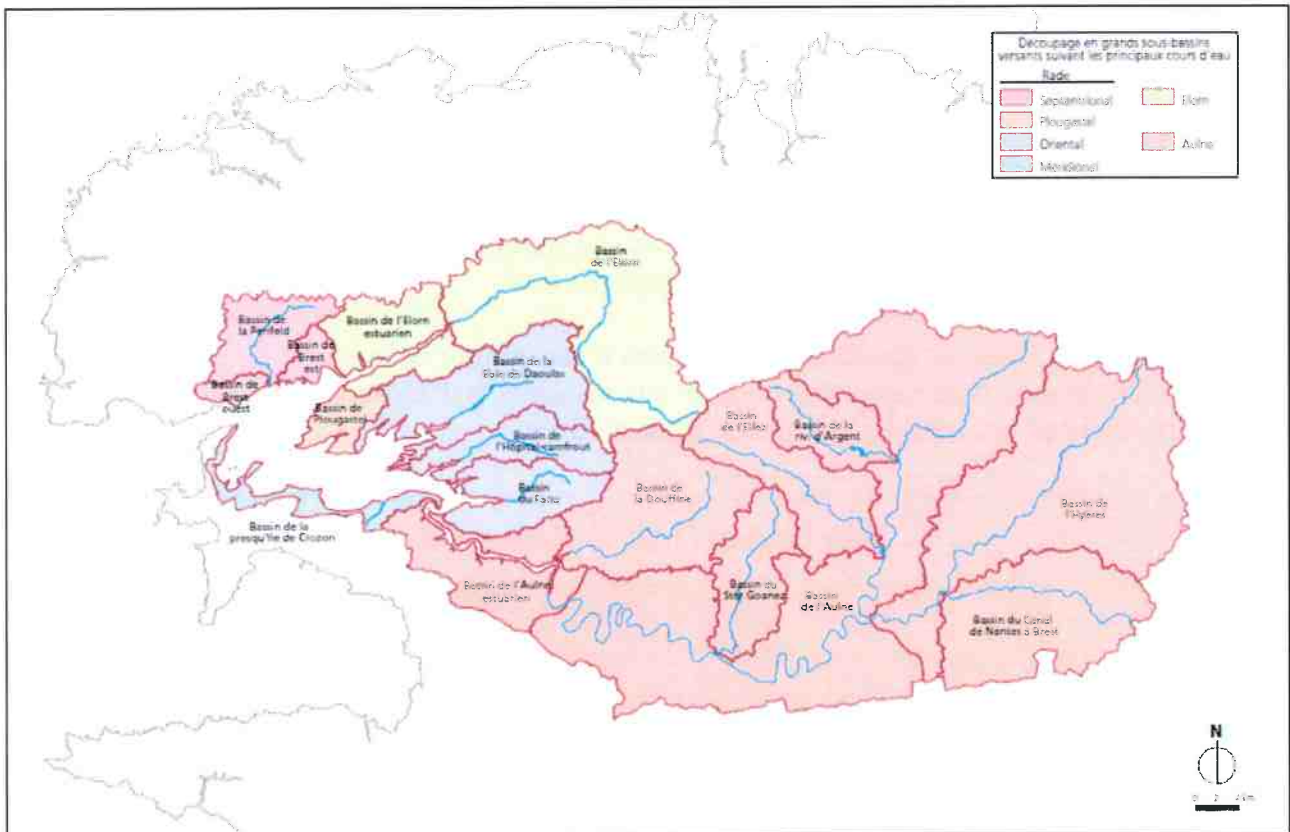 Découpage en grands sous-bassins
versants suivant les principaux cours d'eau
Rade
Septentrional
Plougastel
Oriental
Méridional
Elorn
Aulne
Bassin
de l'Elorn
Bassin de
la Penfeld
Bassin de l'Elorn
estuarien
Bassin de
Brest
est
Bassin de
Brest
ouest
Bassin de la
Baie de Daoulas
Bassin de
Plougastel
Bassin de
l'Hôpital-camfrout
Bassin
du Faou
Bassin de la
presqu'île de Crozon
Bassin de l'Aulne
estuarien
Bassin de
la Douffine
Bassin
de l'Ellez
Bassin de la
riv. d'Argent
Bassin de
l'Hyères
Bassin du
Ster Goanez
Bassin
de l'Aulne
Bassin du Canal
de Nantes à Brest
N
0 2 4 km